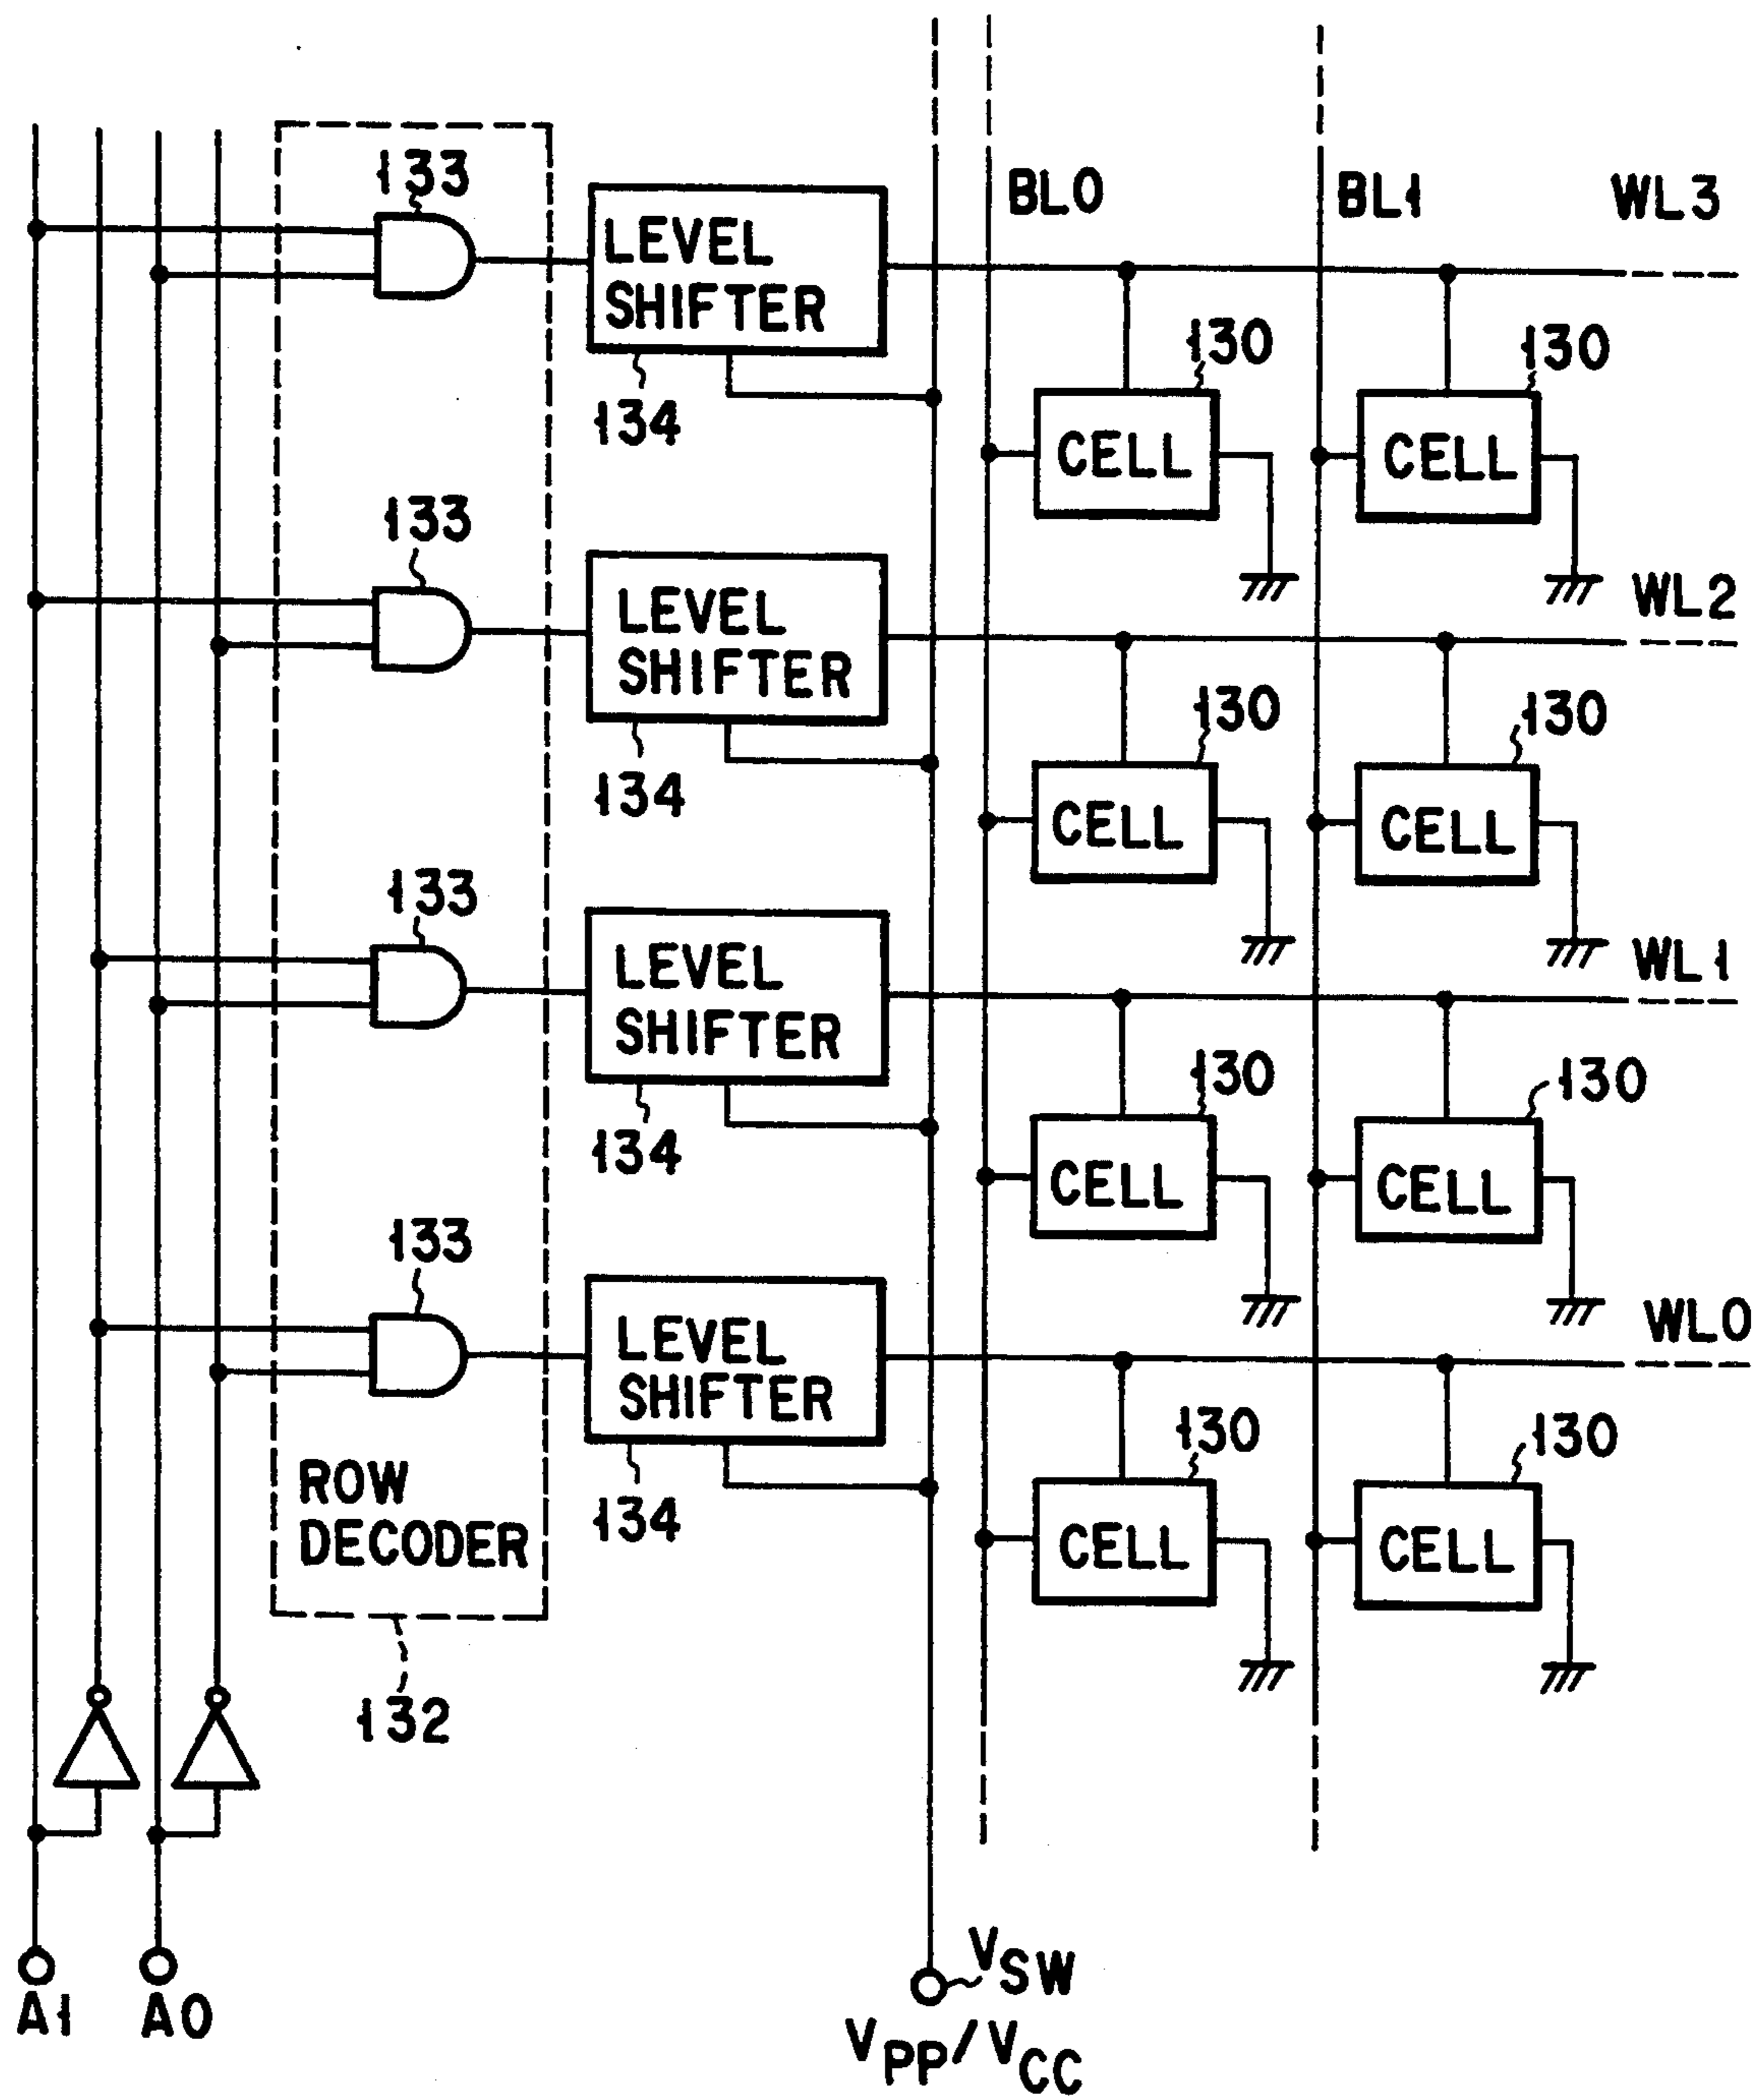 133
LEVEL
SHIFTER
134
BL0
BL1
WL3
130
130
CELL
CELL
133
LEVEL
SHIFTER
134
WL2
130
130
CELL
CELL
133
LEVEL
SHIFTER
134
WL1
130
130
CELL
CELL
133
LEVEL
SHIFTER
134
WL0
130
130
CELL
CELL
ROW
DECODER
132
A1
A0
VSW
VPP/VCC